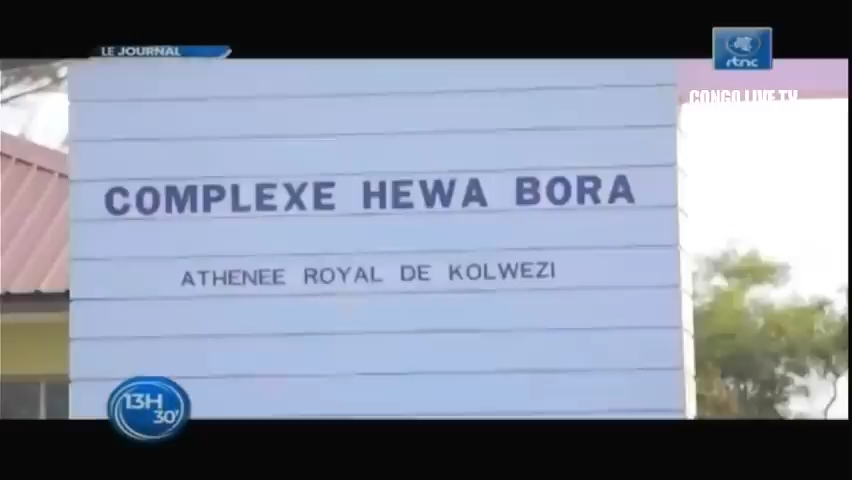 LE JOURNAL
rtnc
CONGO LIVE TV
COMPLEXE HEWA BORA
ATHENEE ROYAL DE KOLWEZI
13H
30'